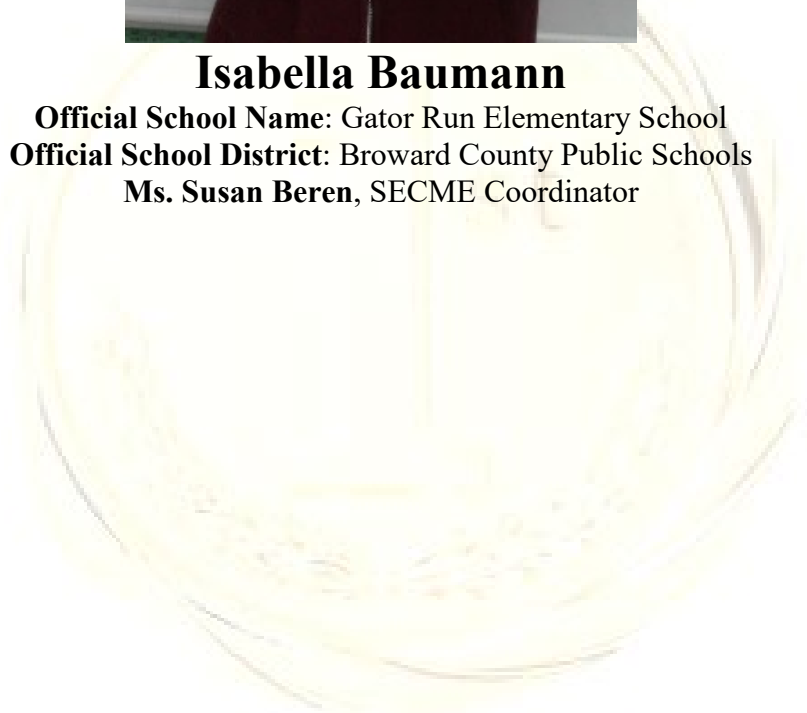 Isabella Baumann
Official School Name: Gator Run Elementary School
Official School District: Broward County Public Schools
Ms. Susan Beren, SECME Coordinator